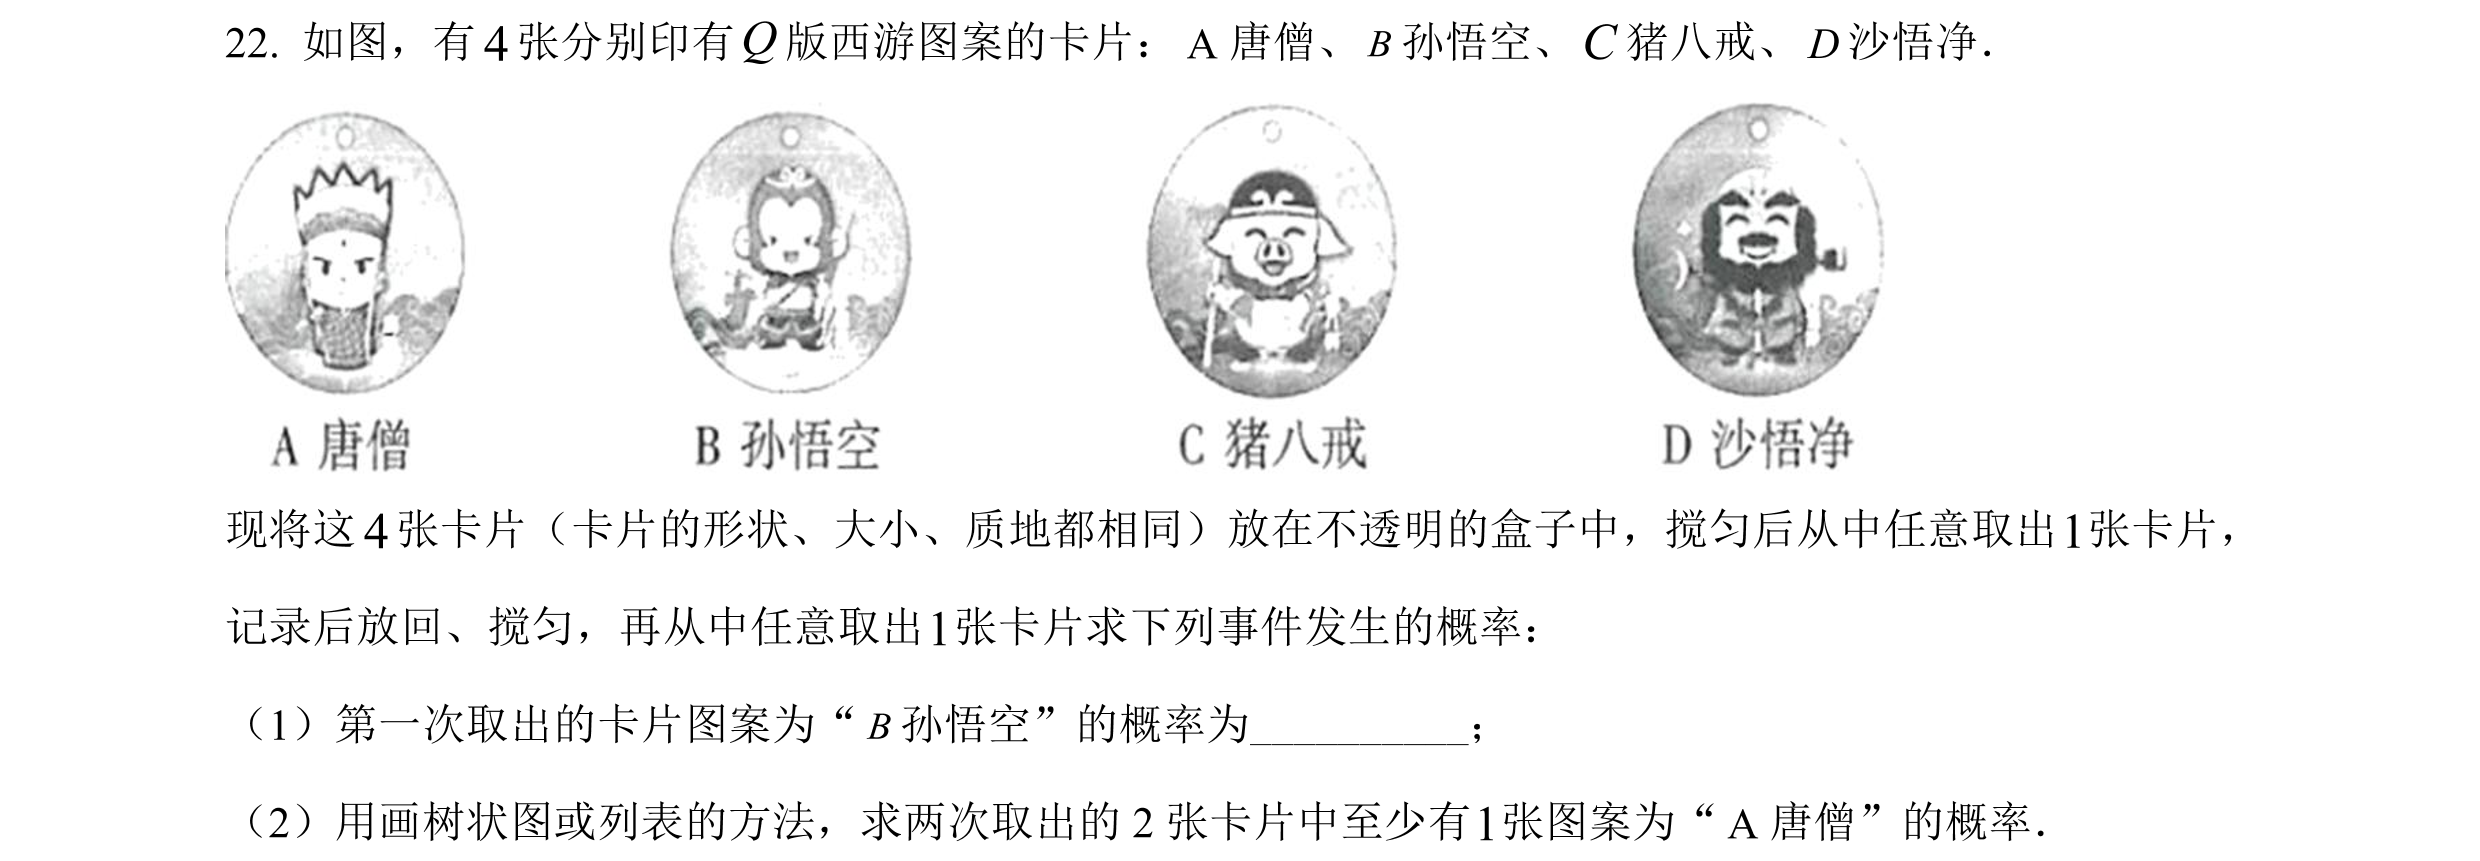 22. 如图，有4张分别印有Q版西游图案的卡片：A唐僧、B孙悟空、C猪八戒、D沙悟净．
A 唐僧
B 孙悟空
C 猪八戒
D 沙悟净
现将这4张卡片（卡片的形状、大小、质地都相同）放在不透明的盒子中，搅匀后从中任意取出1张卡片，
记录后放回、搅匀，再从中任意取出1张卡片求下列事件发生的概率：
（1）第一次取出的卡片图案为“B孙悟空”的概率为__________；
（2）用画树状图或列表的方法，求两次取出的2张卡片中至少有1张图案为“A唐僧”的概率．